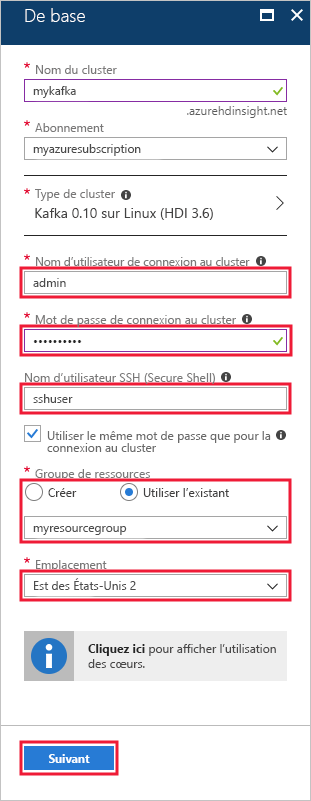 De base
* Nom du cluster
mykafka
.azurehdinsight.net
* Abonnement
myazuresubscription
* Type de cluster
Kafka 0.10 sur Linux (HDI 3.6)
* Nom d'utilisateur de connexion au cluster
admin
* Mot de passe de connexion au cluster
••••••••••
Nom d'utilisateur SSH (Secure Shell)
sshuser
Utiliser le même mot de passe que pour la
connexion au cluster
* Groupe de ressources
Créer Utiliser l'existant
myresourcegroup
* Emplacement
Est des États-Unis 2
Cliquez ici pour afficher l'utilisation
des cœurs.
Suivant